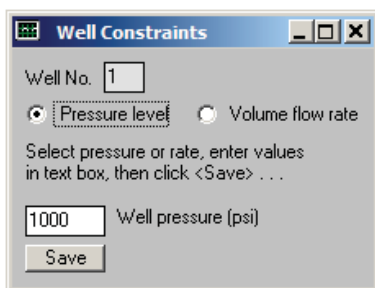 Well Constraints
Well No. 1
Pressure level Volume flow rate
Select pressure or rate, enter values
in text box, then click <Save> . . .
1000 Well pressure (psi)
Save